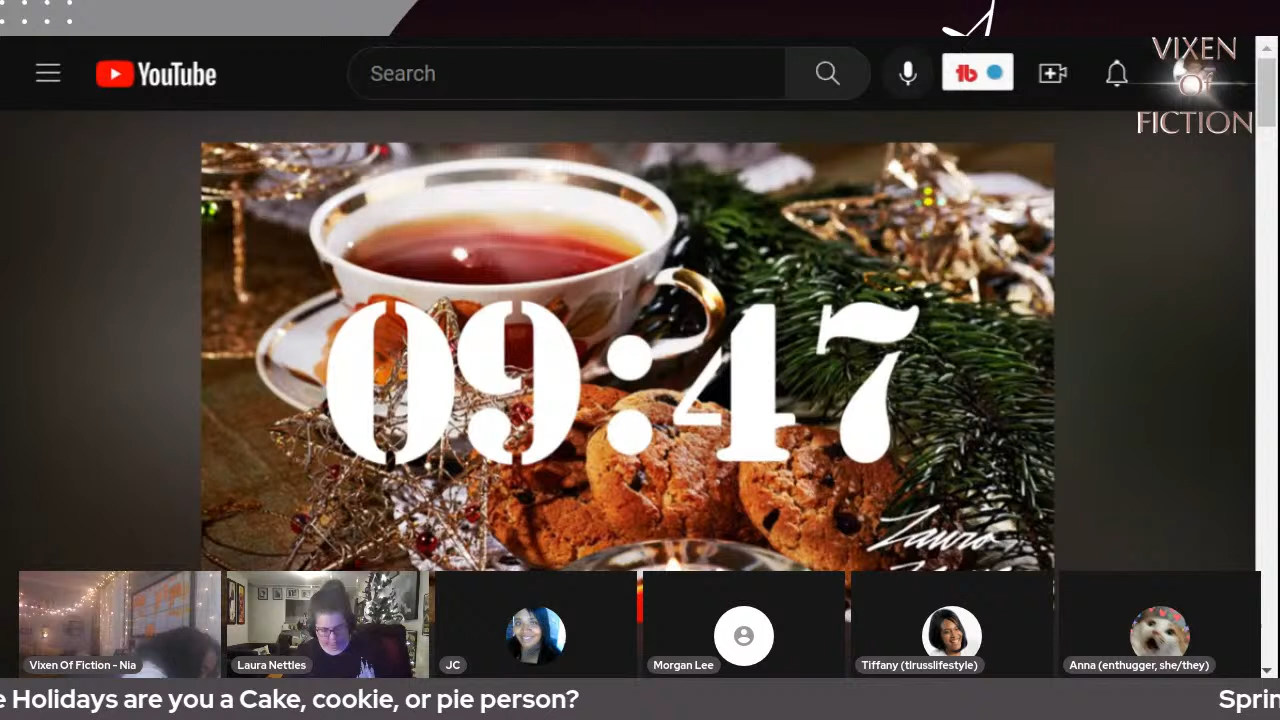 VIXEN
Of
FICTION
YouTube
Search
09:47
Vixen Of Fiction - Nia
Laura Nettles
JC
Morgan Lee
Tiffany (tlrusslifestyle)
Anna (enthugger, she/they)
e Holidays are you a Cake, cookie, or pie person?
Sprin